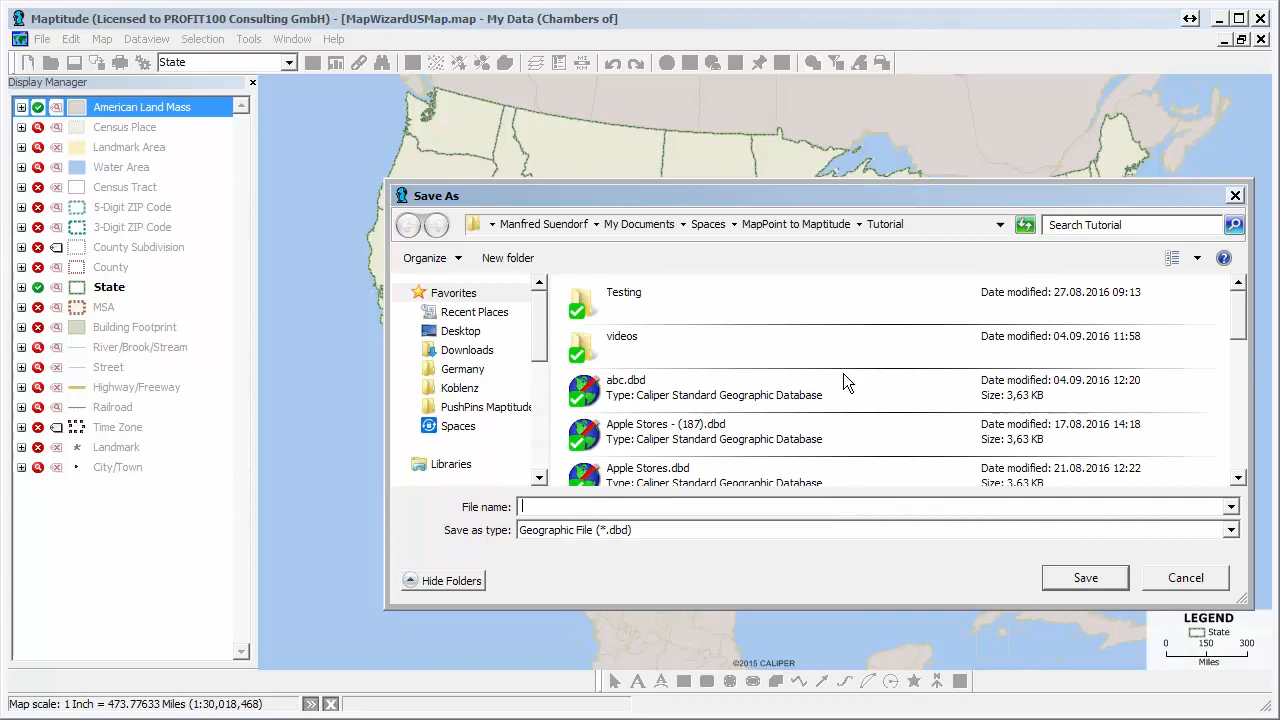 Maptitude (Licensed to PROFIT100 Consulting GmbH) - [MapWizardUSMap.map - My Data (Chambers of]
File Edit Map Dataview Selection Tools Window Help
State
Display Manager
American Land Mass
Census Place
Landmark Area
Water Area
Census Tract
5-Digit ZIP Code
3-Digit ZIP Code
County Subdivision
County
State
MSA
Building Footprint
River/Brook/Stream
Street
Highway/Freeway
Railroad
Time Zone
Landmark
City/Town
Save As
Manfred Suendorf My Documents Spaces MapPoint to Maptitude Tutorial
Search Tutorial
Organize New folder
Favorites
Recent Places
Desktop
Downloads
Germany
Koblenz
PushPins Maptitude
Spaces
Libraries
Testing Date modified: 27.08.2016 09:13
videos Date modified: 04.09.2016 11:58
abc.dbd Date modified: 04.09.2016 12:20
Type: Caliper Standard Geographic Database Size: 3,63 KB
Apple Stores - (187).dbd Date modified: 17.08.2016 14:18
Type: Caliper Standard Geographic Database Size: 3,63 KB
Apple Stores.dbd Date modified: 21.08.2016 12:22
Type: Caliper Standard Geographic Database Size: 3,63 KB
File name:
Save as type: Geographic File (*.dbd)
Hide Folders
Save Cancel
LEGEND
State
0 150 300
Miles
©2015 CALIPER
Map scale: 1 Inch = 473.77633 Miles (1:30,018,468)